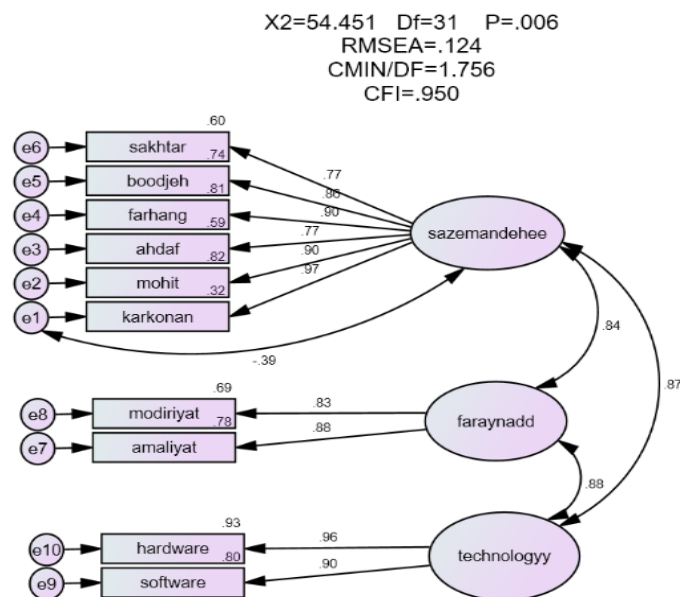 X2=54.451 Df=31 P=.006
RMSEA=.124
CMIN/DF=1.756
CFI=.950
.60
e6 sakhtar .74 .77
e5 boodjeh .81 .86
e4 farhang .59 .90
e3 ahdaf .82 .77
e2 mohit .32 .90
e1 karkonan .97
sazemandehee
-.39
.84
.87
.69
e8 modiriyat .78 .83
e7 amaliyat .88
faraynadd
.88
.93
e10 hardware .80 .96
e9 software .90
technologyy